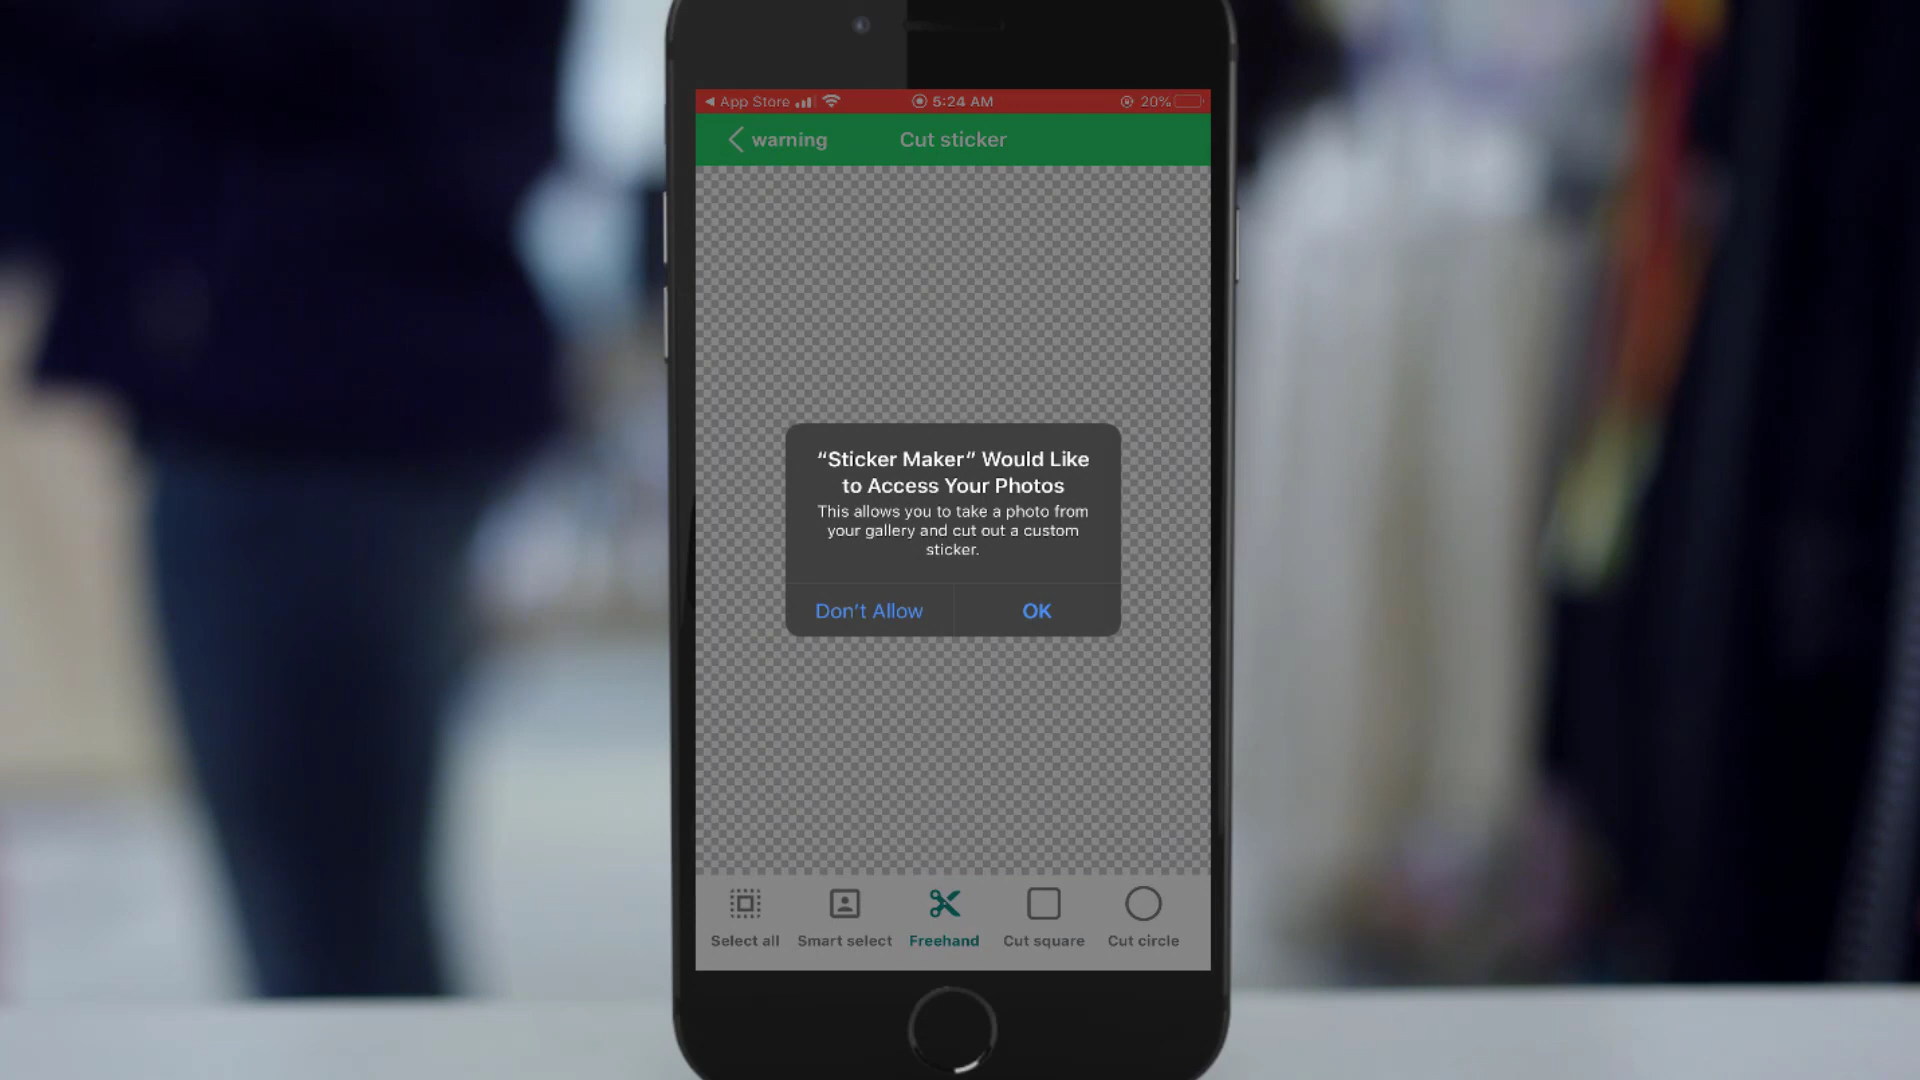 App Store 5:24 AM 20%
warning Cut sticker
“Sticker Maker” Would Like
to Access Your Photos
This allows you to take a photo from
your gallery and cut out a custom
sticker.
Don’t Allow OK
Select all Smart select Freehand Cut square Cut circle